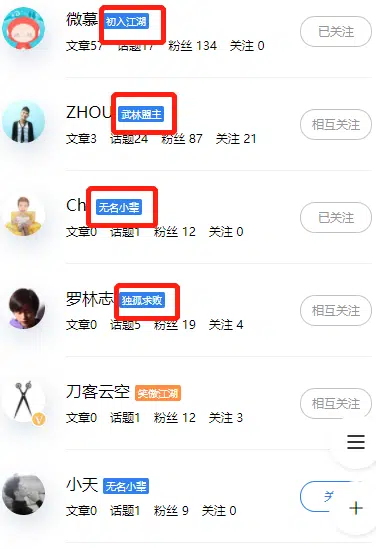 微慕 初入江湖
已关注
文章57 话题17 粉丝 134 关注 0
ZHOU 武林盟主
相互关注
文章3 话题24 粉丝 87 关注 21
Ch 无名小辈
已关注
文章0 话题1 粉丝 12 关注 0
罗林志 独孤求败
相互关注
文章0 话题5 粉丝 19 关注 4
刀客云空 笑傲江湖
相互关注
文章0 话题1 粉丝 12 关注 3
V
小天 无名小辈
关
文章0 话题1 粉丝 9 关注 0